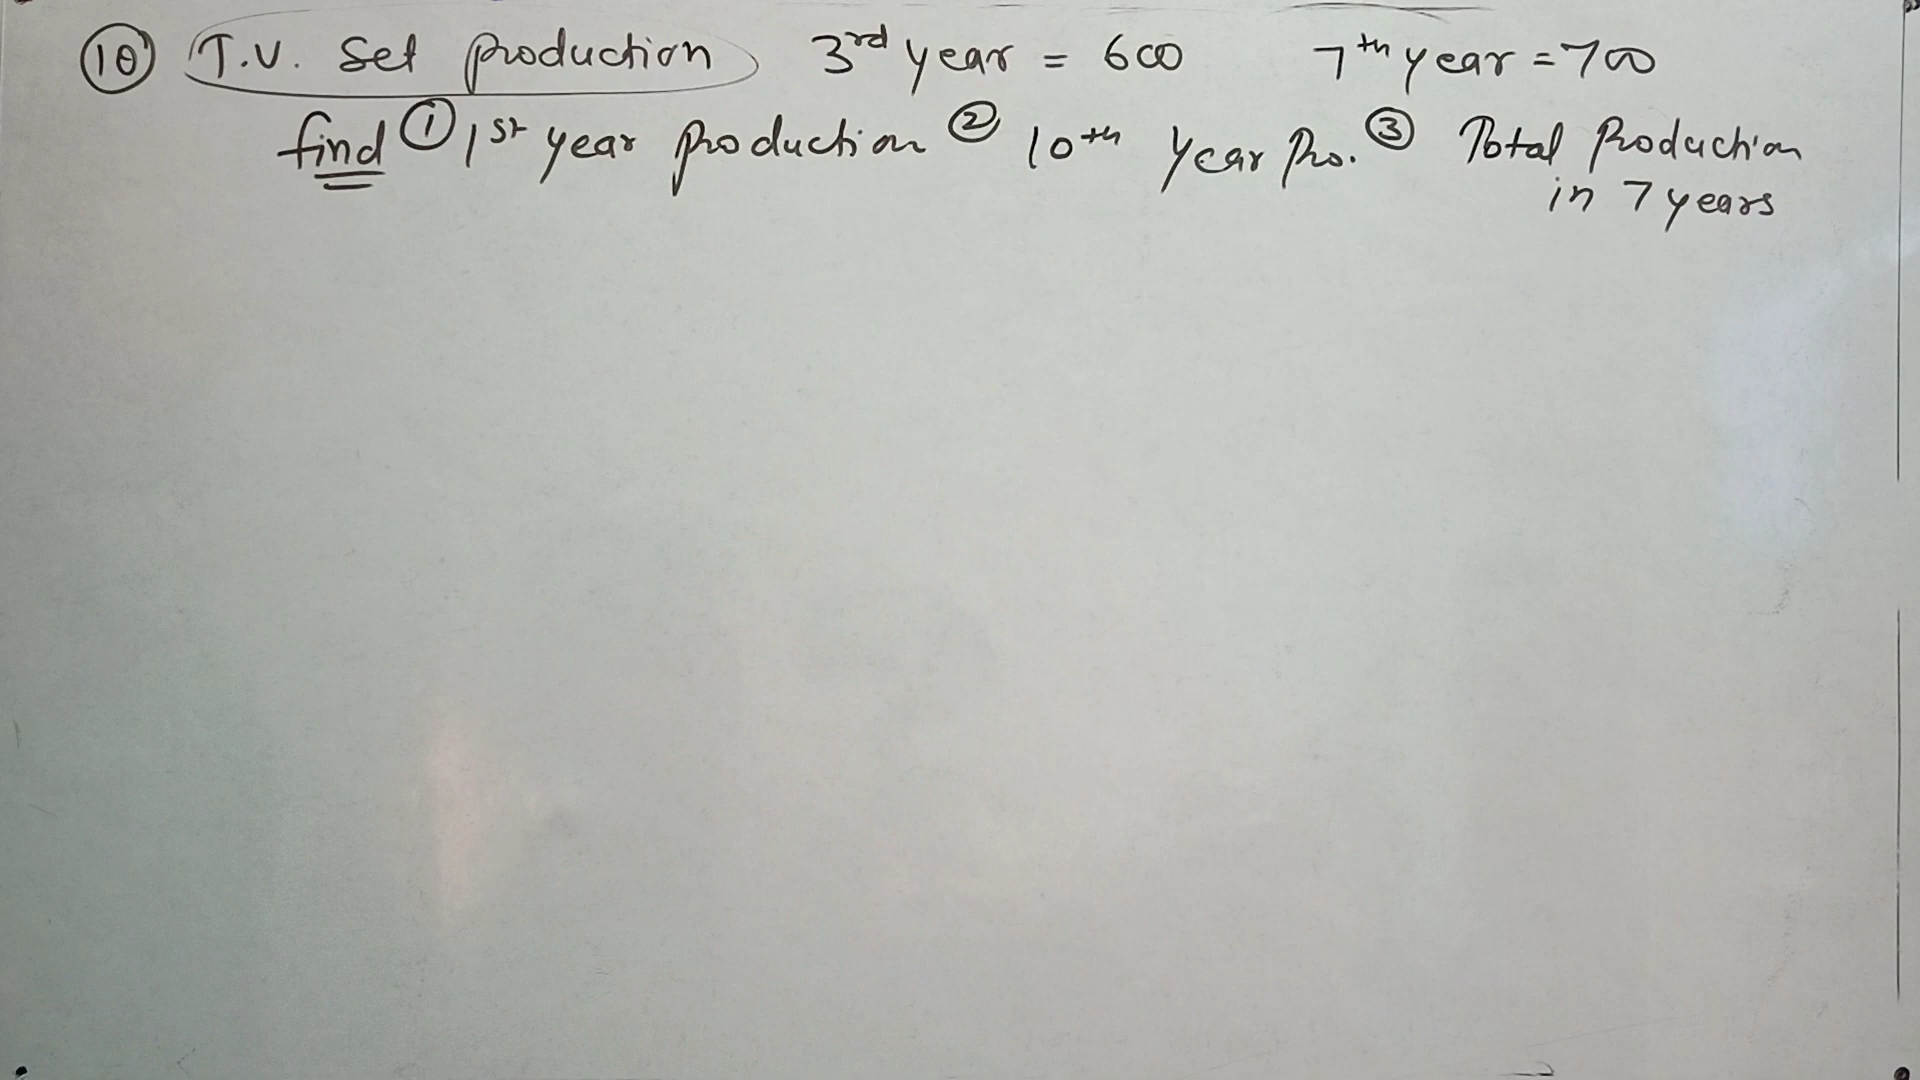 10 T.V. Set production 3rd year = 600 7th year = 700
find ① 1st year production ② 10th Year Pro. ③ Total Production
in 7 years